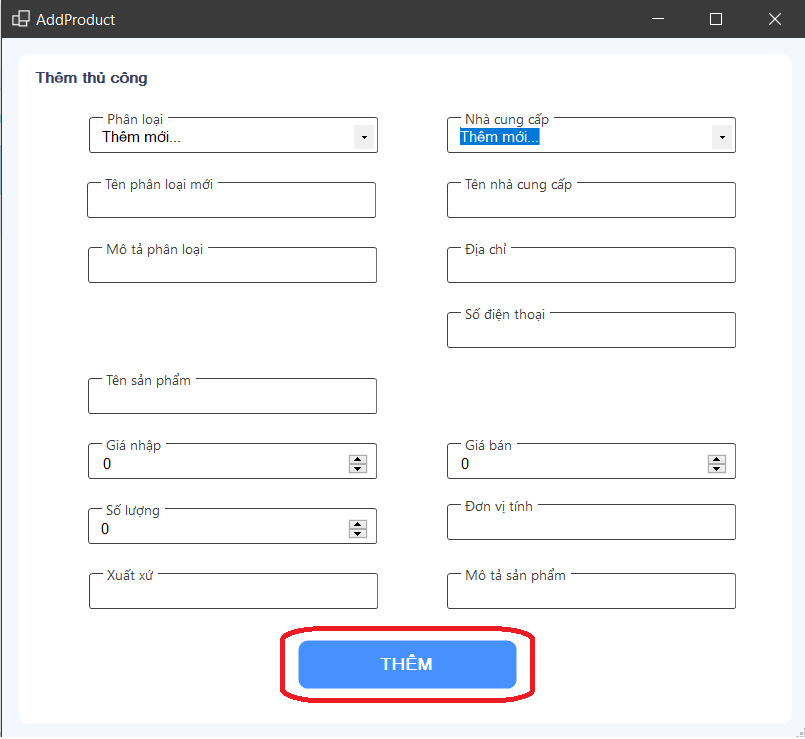 AddProduct
Thêm thủ công
Phân loại
Thêm mới...
Nhà cung cấp
Thêm mới...
Tên phân loại mới
Tên nhà cung cấp
Mô tả phân loại
Địa chỉ
Số điện thoại
Tên sản phẩm
Giá nhập
0
Giá bán
0
Số lượng
0
Đơn vị tính
Xuất xứ
Mô tả sản phẩm
THÊM